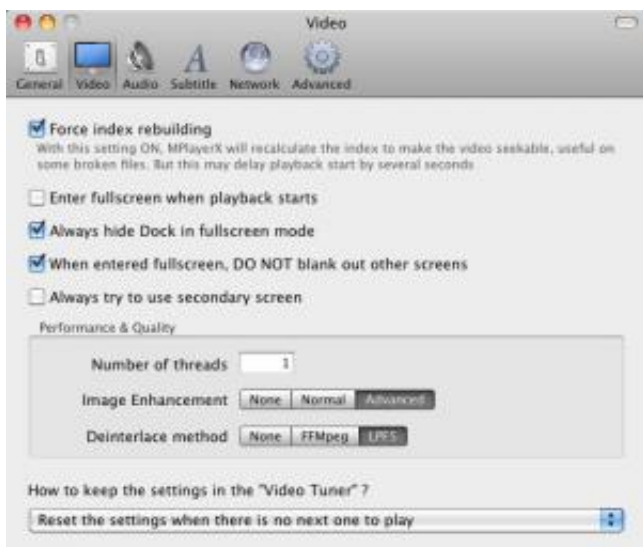 Video
General Video Audio Subtitle Network Advanced
Force index rebuilding
With this setting ON, MPlayerX will recalculate the index to make the video seekable, useful on
some broken files. But this may delay playback start by several seconds
Enter fullscreen when playback starts
Always hide Dock in fullscreen mode
When entered fullscreen, DO NOT blank out other screens
Always try to use secondary screen
Performance & Quality
Number of threads 1
Image Enhancement None Normal Advanced
Deinterlace method None FFMpeg
How to keep the settings in the "Video Tuner" ?
Reset the settings when there is no next one to play